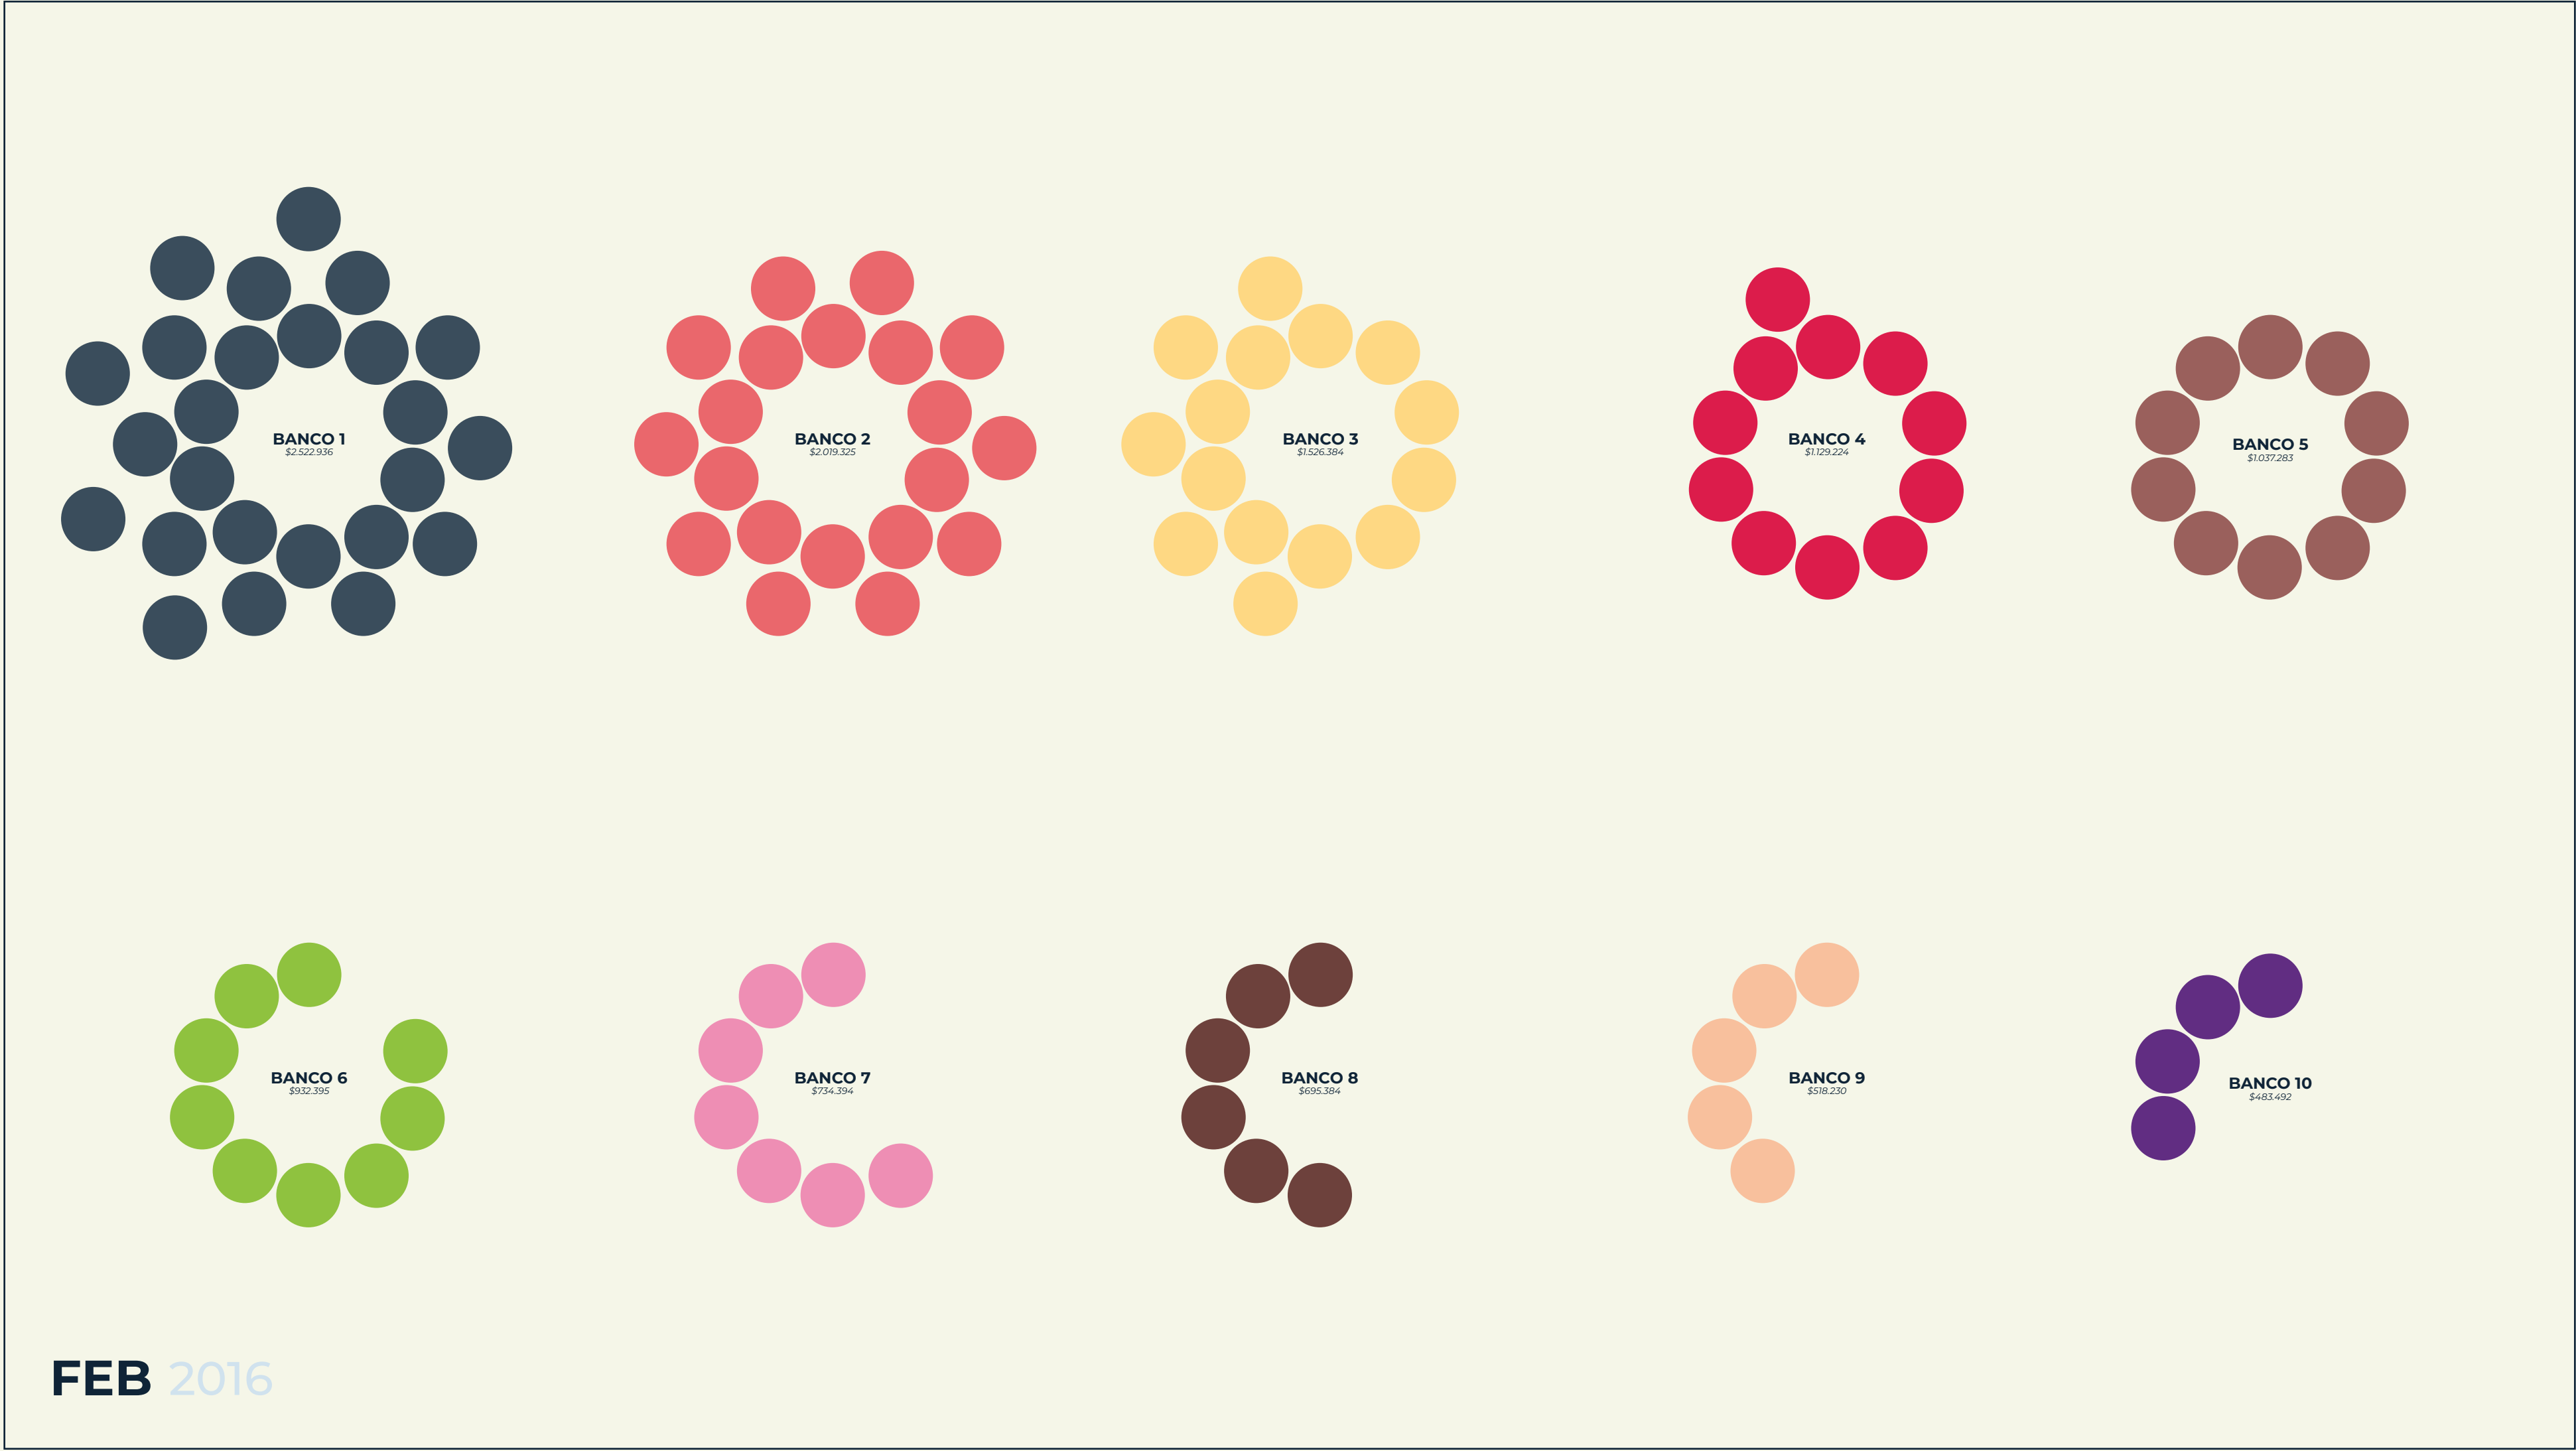 BANCO 1
$2.522.936
BANCO 2
$2.019.325
BANCO 3
$1.526.384
BANCO 4
$1.129.224
BANCO 5
$1.037.283
BANCO 6
$932.395
BANCO 7
$734.394
BANCO 8
$695.384
BANCO 9
$518.230
BANCO 10
$483.492
FEB 2016